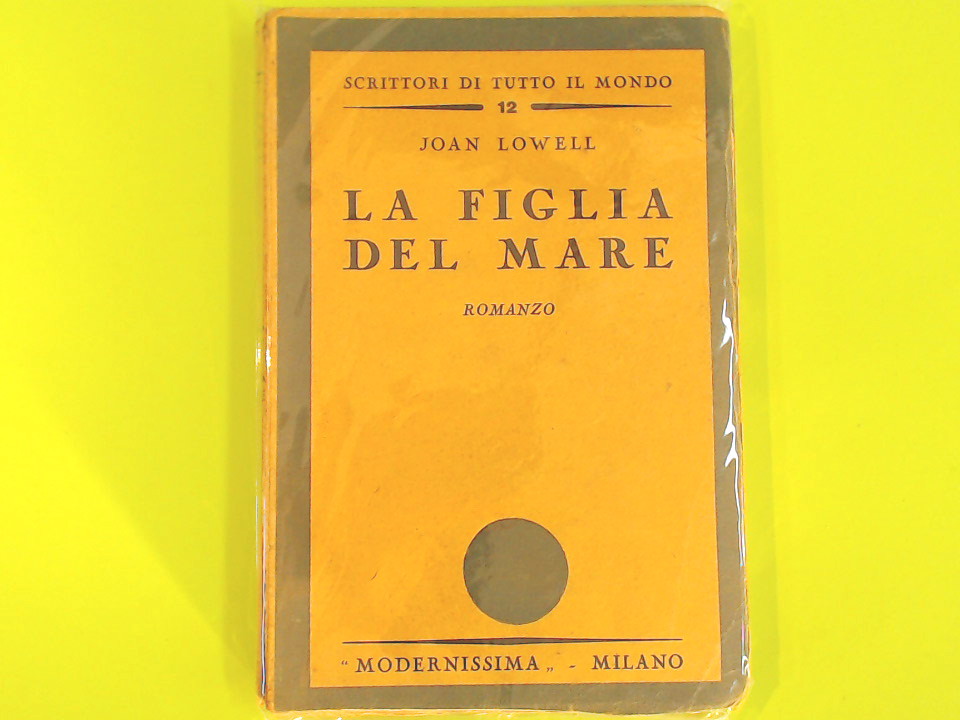 SCRITTORI DI TUTTO IL MONDO
12
JOAN LOWELL
LA FIGLIA
DEL MARE
ROMANZO
“ MODERNISSIMA „ - MILANO